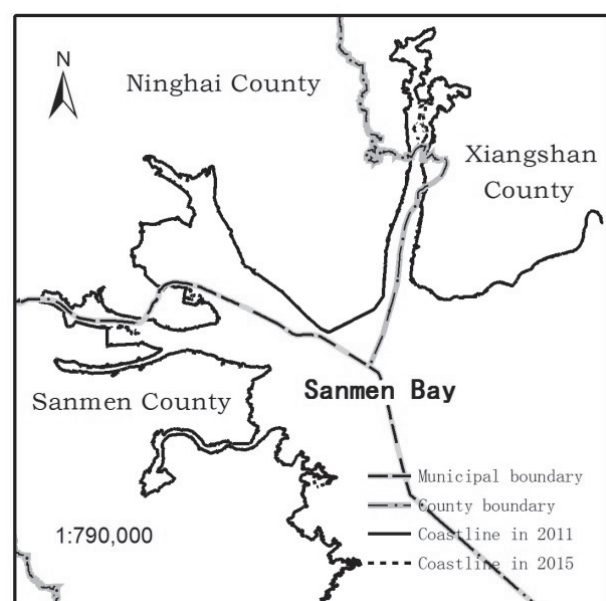 N
Ninghai County
Xiangshan
County
Sanmen Bay
Sanmen County
Municipal boundary
County boundary
1:790,000
Coastline in 2011
Coastline in 2015